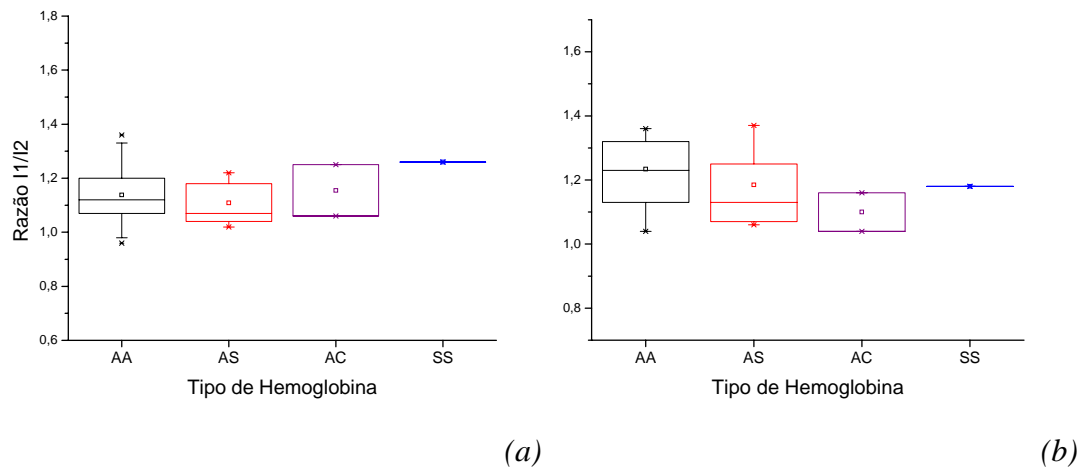 Razão I1/I2
1,8
1,6
1,4
1,2
1,0
0,8
0,6
AA AS AC SS
Tipo de Hemoglobina
(a)
1,6
1,4
1,2
1,0
0,8
AA AS AC SS
Tipo de Hemoglobina
(b)